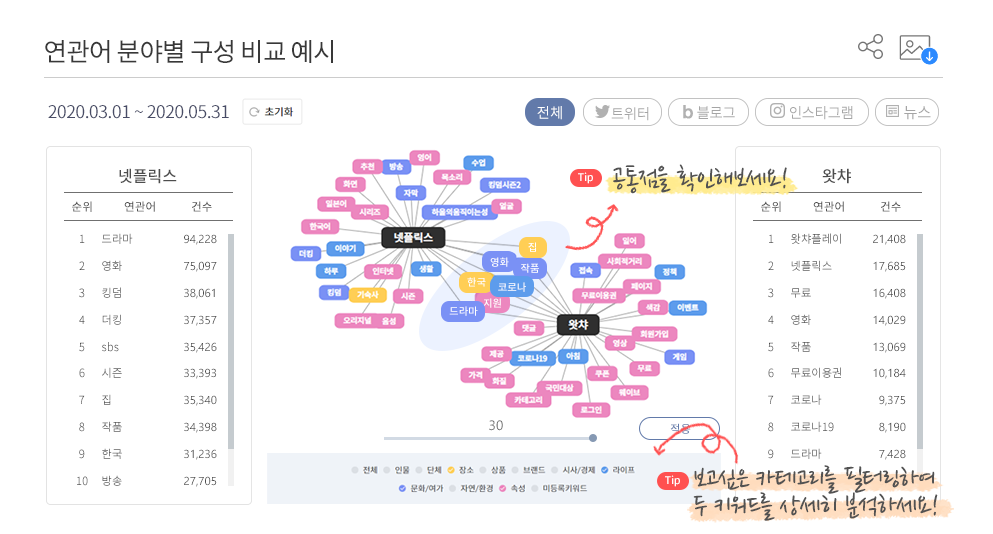 연관어 분야별 구성 비교 예시
2020.03.01 ~ 2020.05.31 초기화
전체 트위터 블로그 인스타그램 뉴스
넷플릭스
순위 연관어 건수
1 드라마 94,228
2 영화 75,097
3 킹덤 38,061
4 더킹 37,357
5 sbs 35,426
6 시즌 33,393
7 집 35,340
8 작품 34,398
9 한국 31,236
10 방송 27,705
영어
추천 방송 수업
목소리
화면 자막 킹덤시즌2
일본어 시리즈 하울의움직이는성 얼굴
한국어 넷플릭스
더킹 이야기
하루 인터넷 생활
킹덤 가속사 시즌
오리지널 음성
집
영화 작품
한국 코로나
지원
드라마
일어
사회적거리
접속 정책
페이지
무료이용권
색감 이벤트
왓챠
댓글 회원가입
영상
제공 코로나19 아침 게임
무료
가격 쿠폰
화질 국민대상
카테고리 웨이브
로그인
Tip 공통점을 확인해보세요!
왓챠
순위 연관어 건수
1 왓챠플레이 21,408
2 넷플릭스 17,685
3 무료 16,408
4 영화 14,029
5 작품 13,069
6 무료이용권 10,184
7 코로나 9,375
8 코로나19 8,190
9 드라마 7,428
30
적용
전체 인물 단체 장소 상품 브랜드 시사/경제 라이프
문화/여가 자연/환경 속성 미등록키워드
Tip 보고싶은 카테고리를 필터링하여
두 키워드를 상세히 분석하세요!